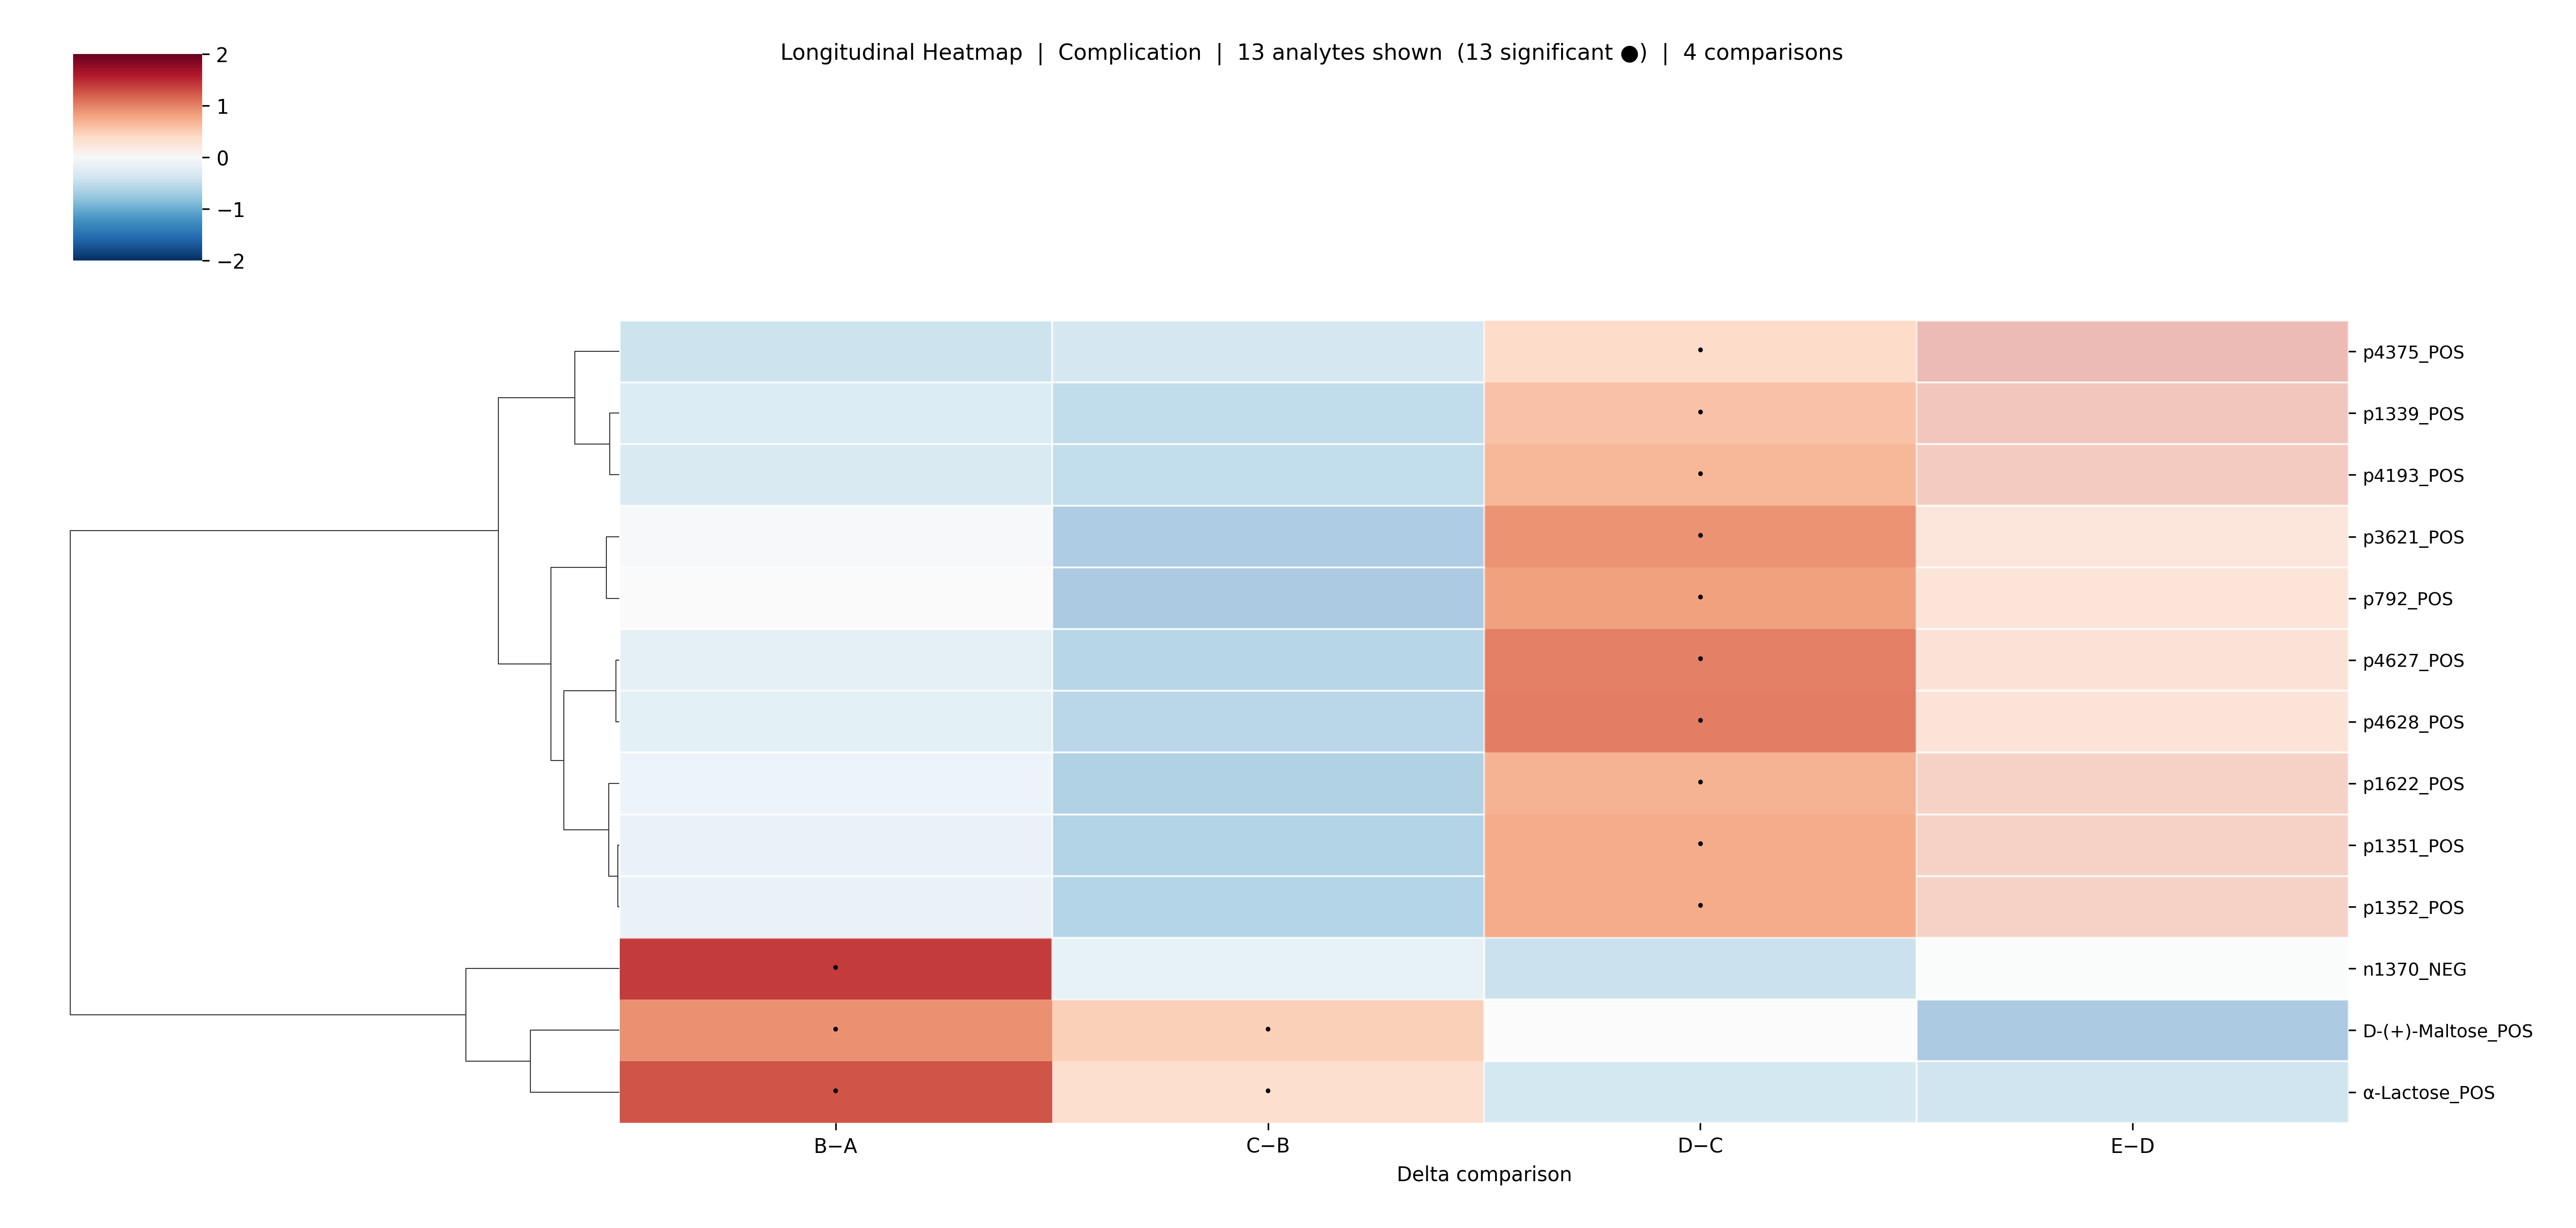 Longitudinal Heatmap | Complication | 13 analytes shown (13 significant ●) | 4 comparisons
2
1
0
−1
−2
p4375_POS
p1339_POS
p4193_POS
p3621_POS
p792_POS
p4627_POS
p4628_POS
p1622_POS
p1351_POS
p1352_POS
n1370_NEG
D-(+)-Maltose_POS
α-Lactose_POS
B−A C−B D−C E−D
Delta comparison